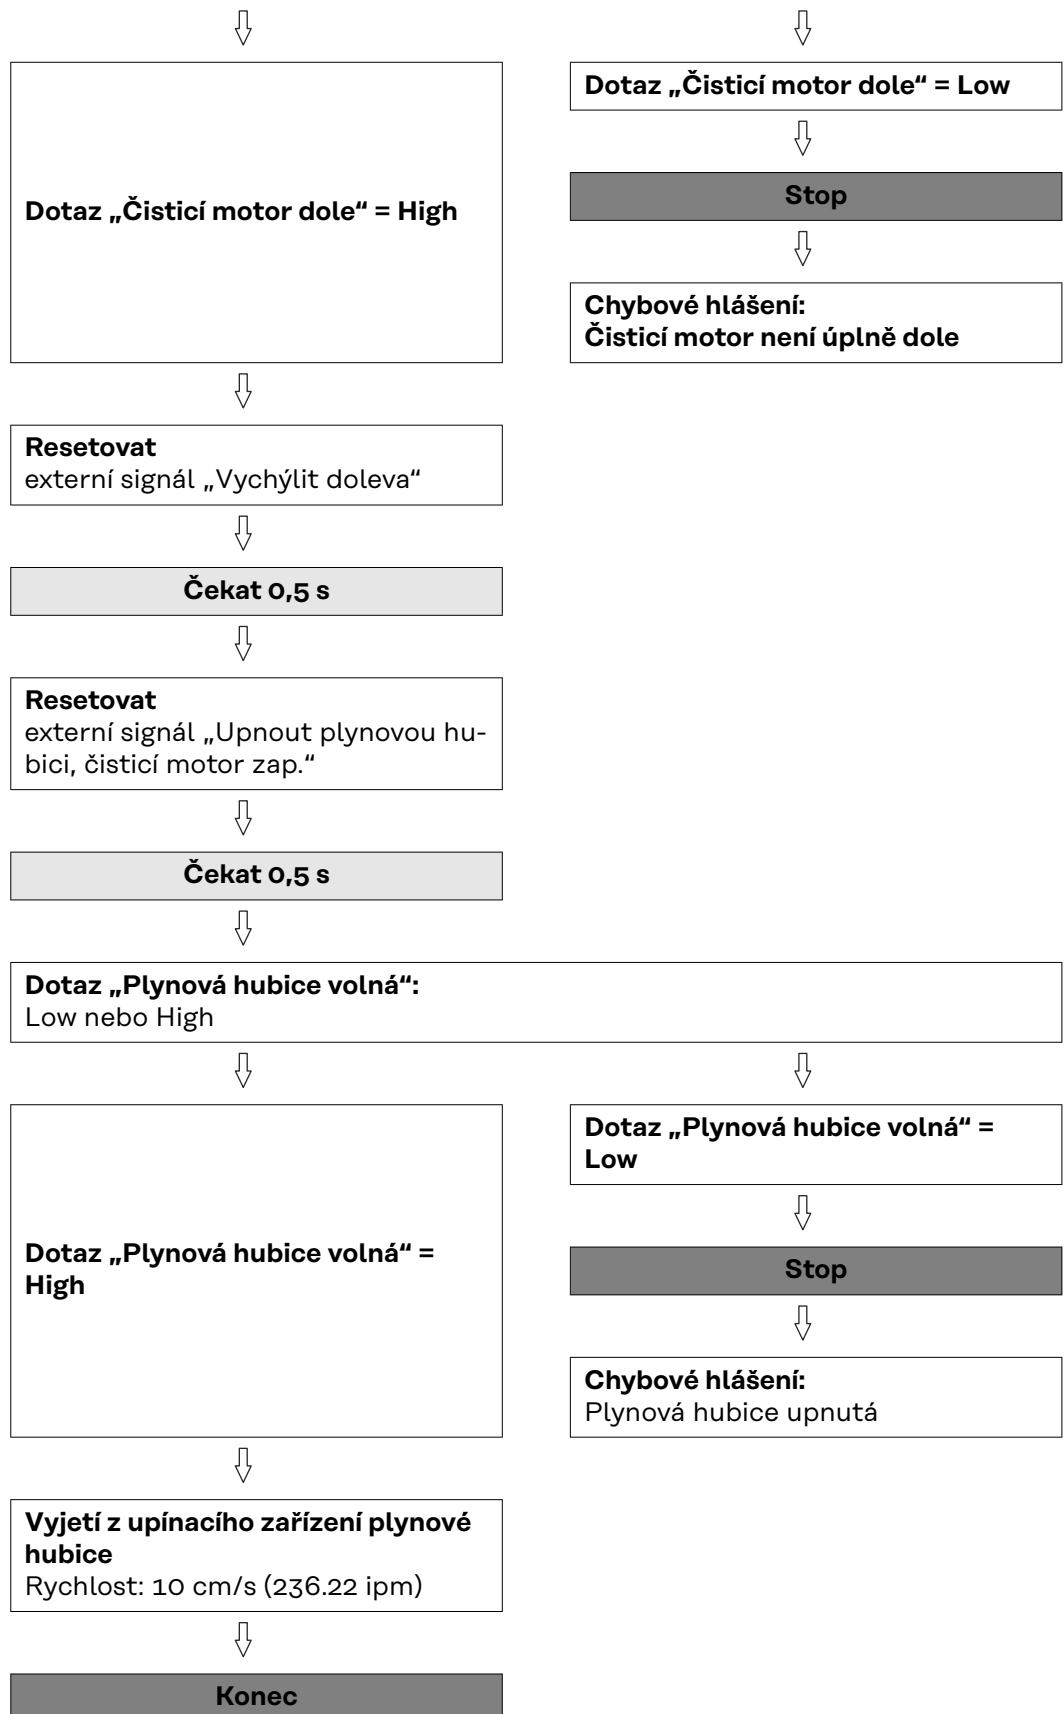 Dotaz „Čisticí motor dole“ = High
Dotaz „Čisticí motor dole“ = Low
Stop
Chybové hlášení:
Čisticí motor není úplně dole
Resetovat
externí signál „Vychýlit doleva“
Čekat 0,5 s
Resetovat
externí signál „Upnout plynovou hu-
bici, čisticí motor zap.“
Čekat 0,5 s
Dotaz „Plynová hubice volná“:
Low nebo High
Dotaz „Plynová hubice volná“ =
High
Dotaz „Plynová hubice volná“ =
Low
Stop
Chybové hlášení:
Plynová hubice upnutá
Vyjetí z upínacího zařízení plynové
hubice
Rychlost: 10 cm/s (236.22 ipm)
Konec